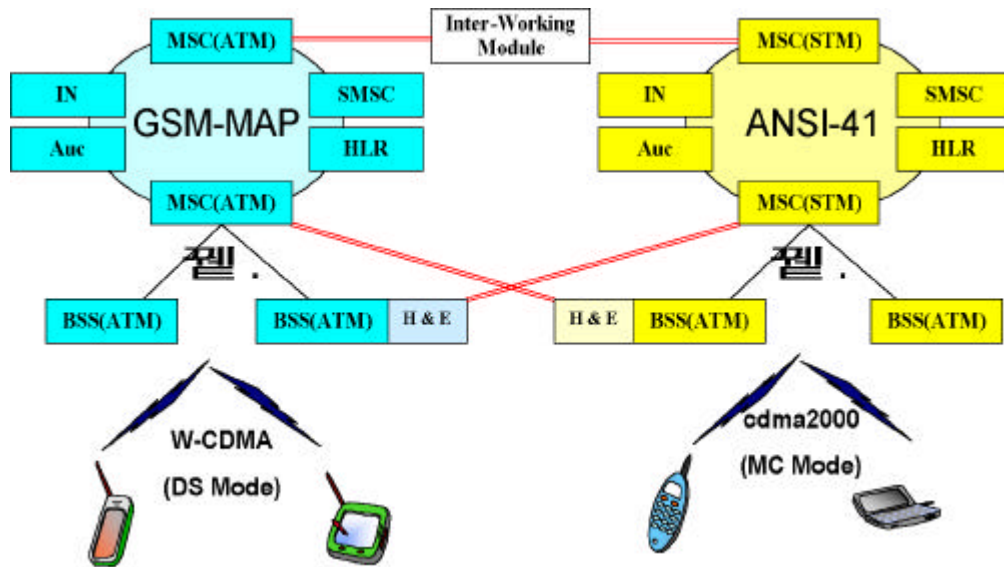 Inter-Working
Module
MSC(ATM)
MSC(STM)
IN
SMSC
IN
SMSC
GSM-MAP
ANSI-41
Auc
HLR
Auc
HLR
MSC(ATM)
MSC(STM)
BSS(ATM)
BSS(ATM)
H & E
H & E
BSS(ATM)
BSS(ATM)
W-CDMA
(DS Mode)
cdma2000
(MC Mode)